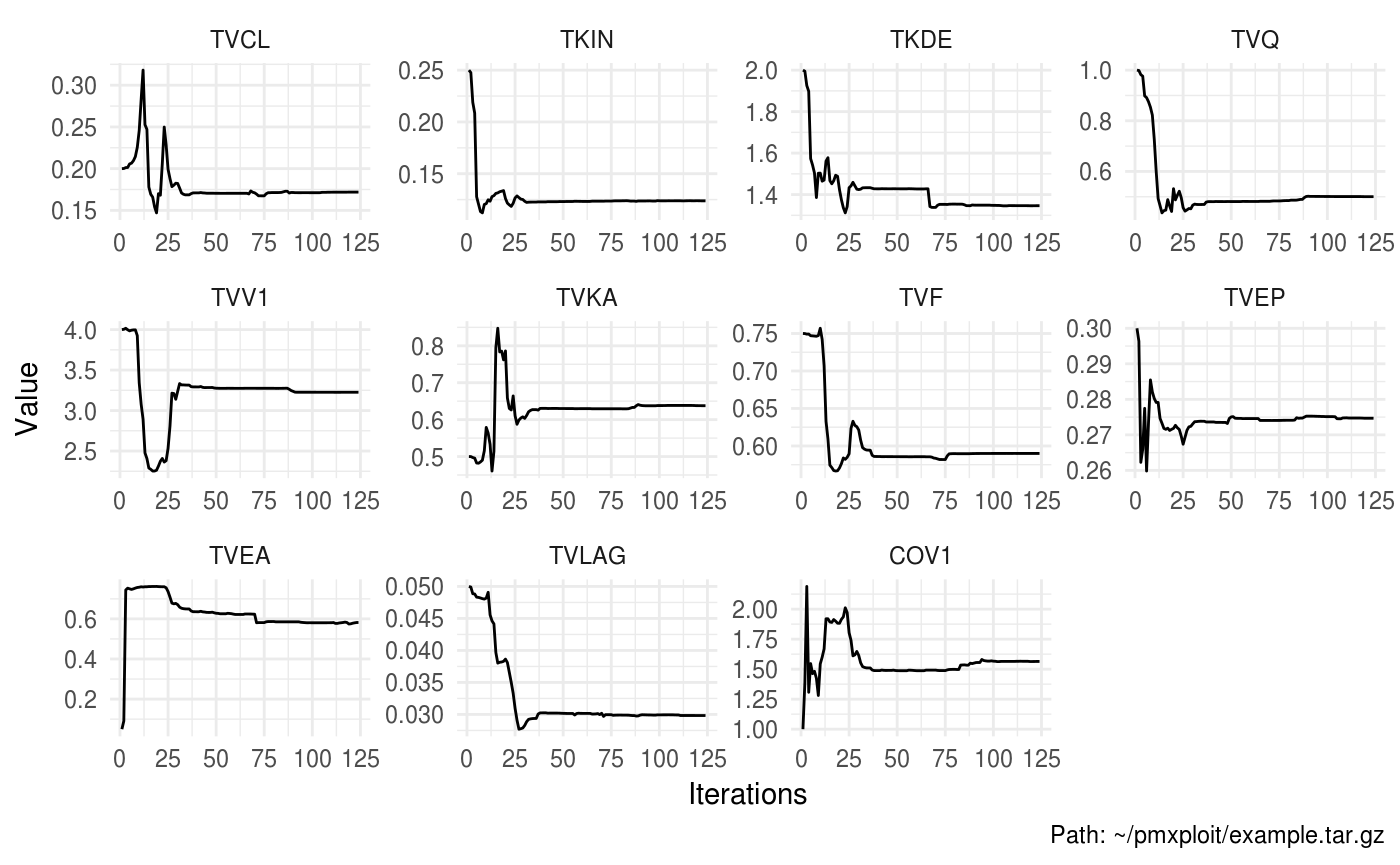 TVCL TKIN TKDE TVQ
0.30 0.25 0.20 0.15
0.25 0.20 0.15
2.0 1.8 1.6 1.4
1.0 0.8 0.6
0 25 50 75 100 125 0 25 50 75 100 125 0 25 50 75 100 125 0 25 50 75 100 125
TVV1 TVKA TVF TVEP
4.0 3.5 3.0 2.5
0.8 0.7 0.6 0.5
0.75 0.70 0.65 0.60
0.30 0.29 0.28 0.27 0.26
0 25 50 75 100 125 0 25 50 75 100 125 0 25 50 75 100 125 0 25 50 75 100 125
Value
TVEA TVLAG COV1
0.6 0.4 0.2
0.050 0.045 0.040 0.035 0.030
2.00 1.75 1.50 1.25 1.00
0 25 50 75 100 125 0 25 50 75 100 125 0 25 50 75 100 125
Iterations
Path: ~/pmxploit/example.tar.gz